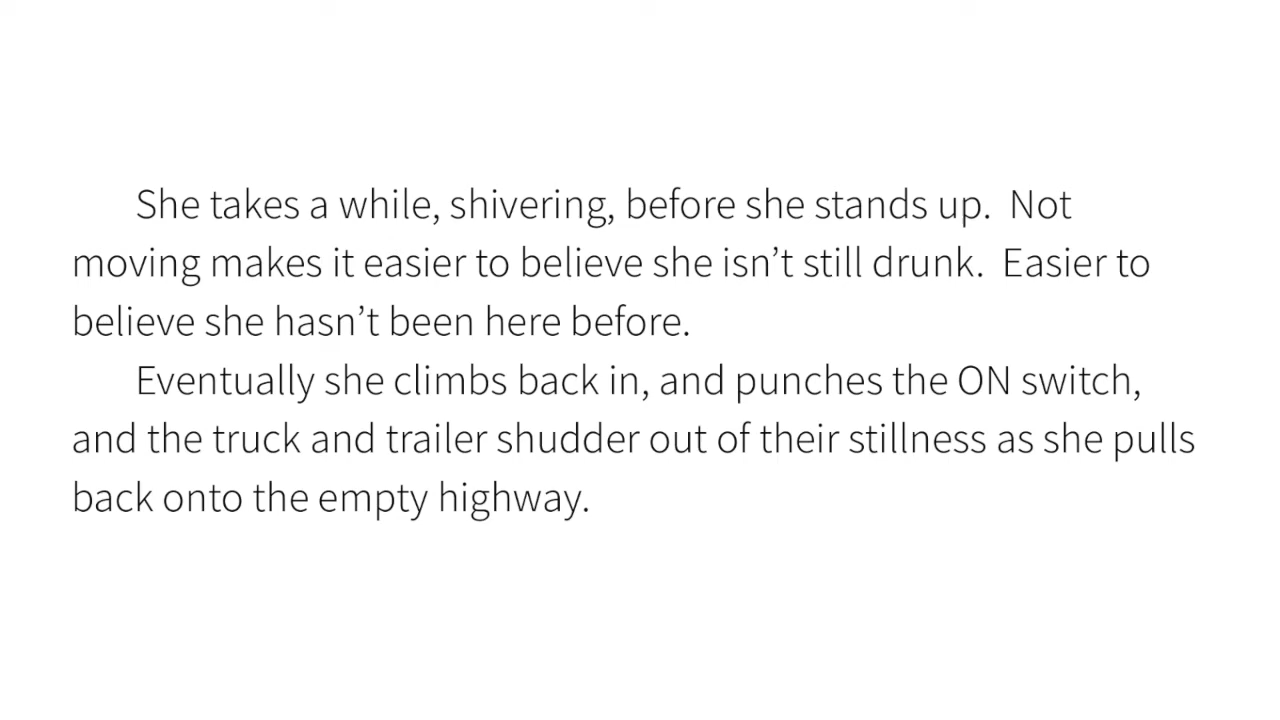 She takes a while, shivering, before she stands up.  Not
moving makes it easier to believe she isn’t still drunk.  Easier to
believe she hasn’t been here before.
Eventually she climbs back in, and punches the ON switch,
and the truck and trailer shudder out of their stillness as she pulls
back onto the empty highway.